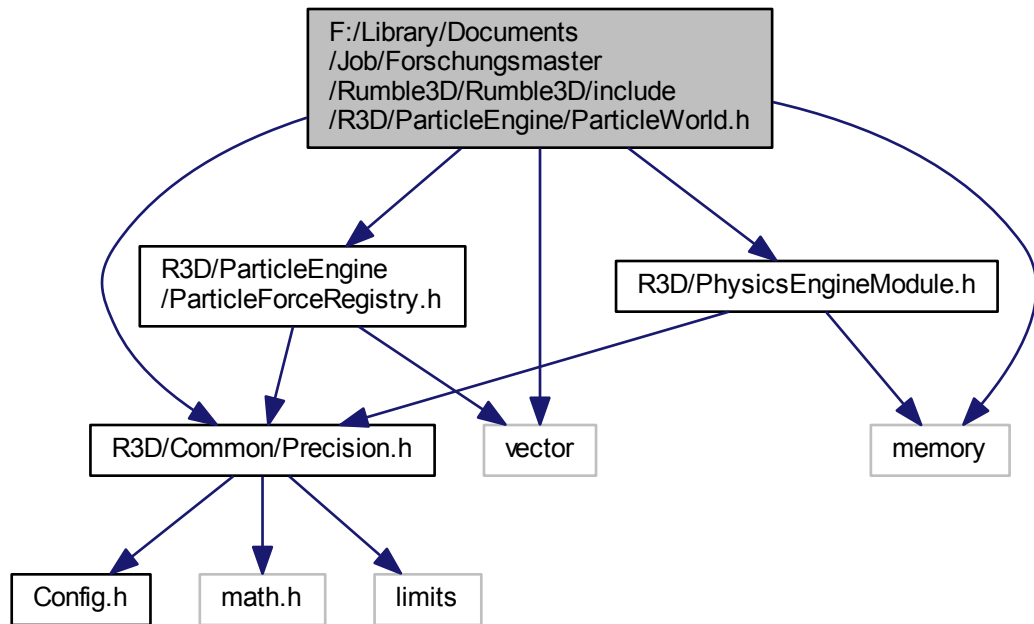 F:/Library/Documents
/Job/Forschungsmaster
/Rumble3D/Rumble3D/include
/R3D/ParticleEngine/ParticleWorld.h
R3D/ParticleEngine
/ParticleForceRegistry.h
R3D/PhysicsEngineModule.h
R3D/Common/Precision.h
vector
memory
Config.h
math.h
limits